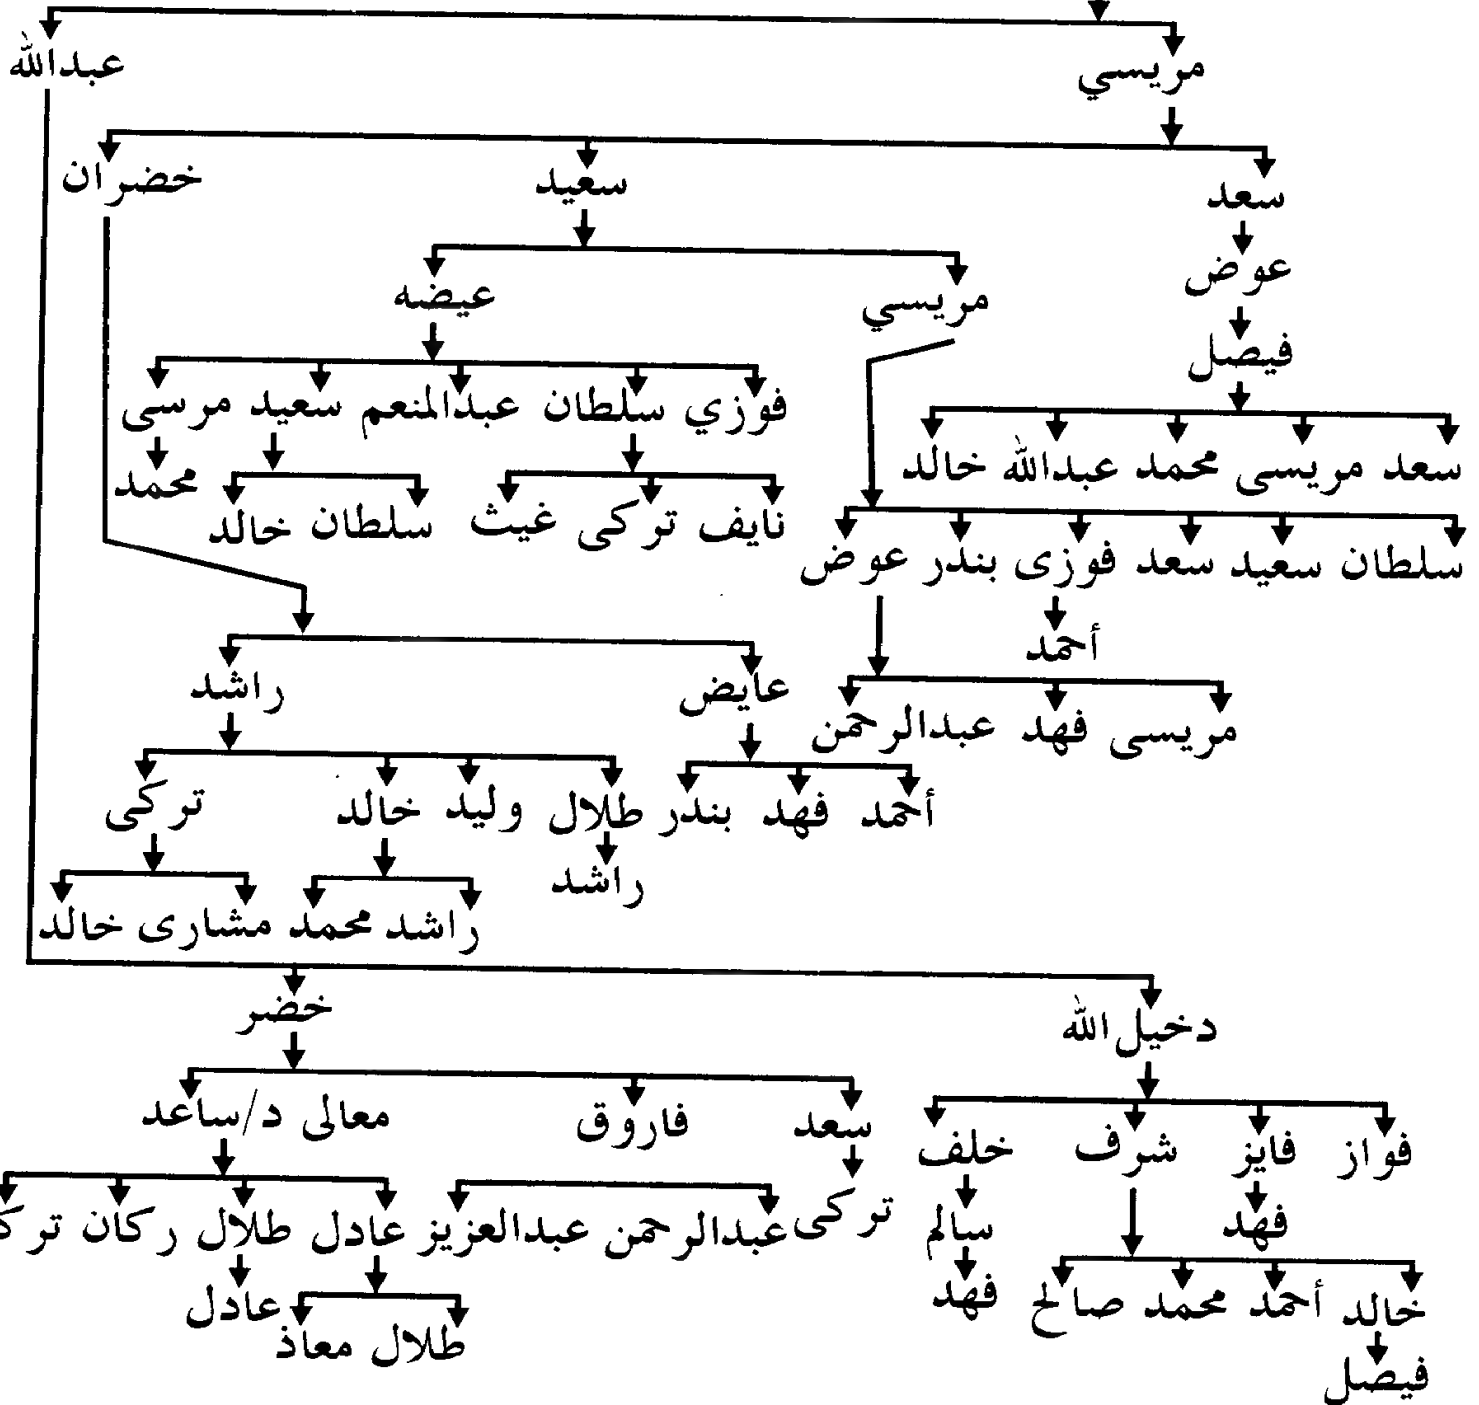 مريسي عبدالله
سعد سعيد خضران
عوض
مريسي عيضه
فيصل
فوزي سلطان عبدالمنعم سعيد مرسى
سعد مريسى محمد عبدالله خالد
محمد
نايف تركى غيث سلطان خالد
سلطان سعيد سعد فوزى بندر عوض
أحمد
عايض راشد
مريسى فهد عبدالرحمن
أحمد فهد بندر طلال وليد خالد تركى
راشد
راشد محمد مشارى خالد
دخيل الله خضر
سعد فاروق معالى د/ساعد
فواز فايز شرف خلف
تركى عبدالرحمن عبدالعزيز عادل طلال ركان
فهد سالم
خالد أحمد محمد صالح فهد
عادل
طلال معاذ
فيصل